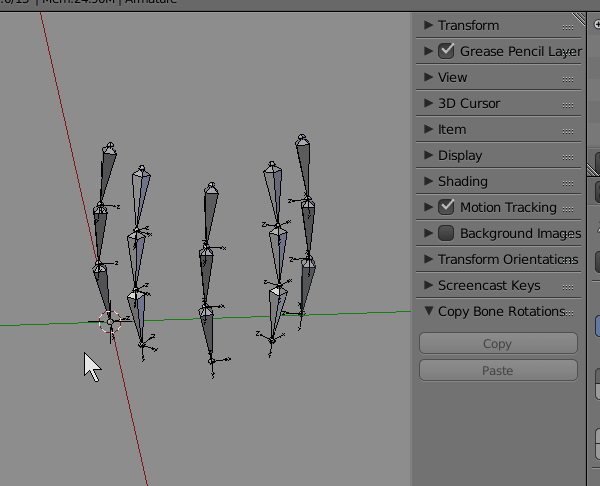 | Mem:24.50M | Armature
Transform
Grease Pencil Layer
View
3D Cursor
Item
Display
Shading
Motion Tracking
Background Images
Transform Orientations
Screencast Keys
Copy Bone Rotations
Copy
Paste